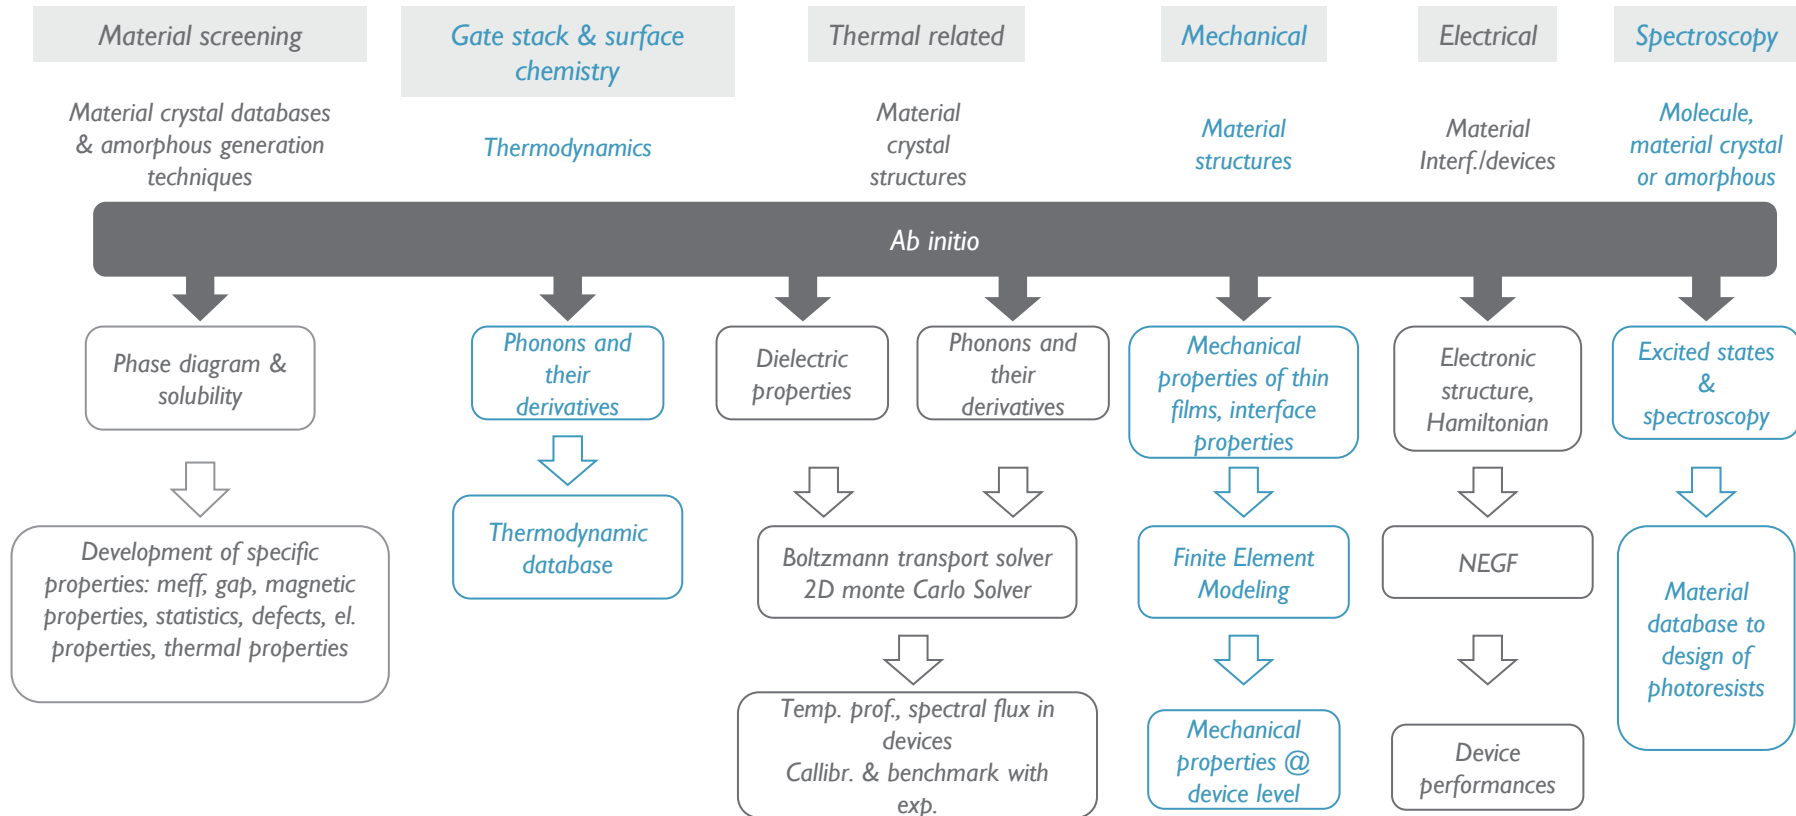 Material screening
Gate stack & surface
chemistry
Thermal related
Mechanical
Electrical
Spectroscopy
Material crystal databases
& amorphous generation
techniques
Thermodynamics
Material
crystal
structures
Material
structures
Material
Interf./devices
Molecule,
material crystal
or amorphous
Ab initio
Phase diagram &
solubility
Phonons and
their
derivatives
Dielectric
properties
Phonons and
their
derivatives
Mechanical
properties of thin
films, interface
properties
Electronic
structure,
Hamiltonian
Excited states
&
spectroscopy
Development of specific
properties: meff, gap, magnetic
properties, statistics, defects, el.
properties, thermal properties
Thermodynamic
database
Boltzmann transport solver
2D monte Carlo Solver
Finite Element
Modeling
NEGF
Material
database to
design of
photoresists
Temp. prof., spectral flux in
devices
Callibr. & benchmark with
exp.
Mechanical
properties @
device level
Device
performances